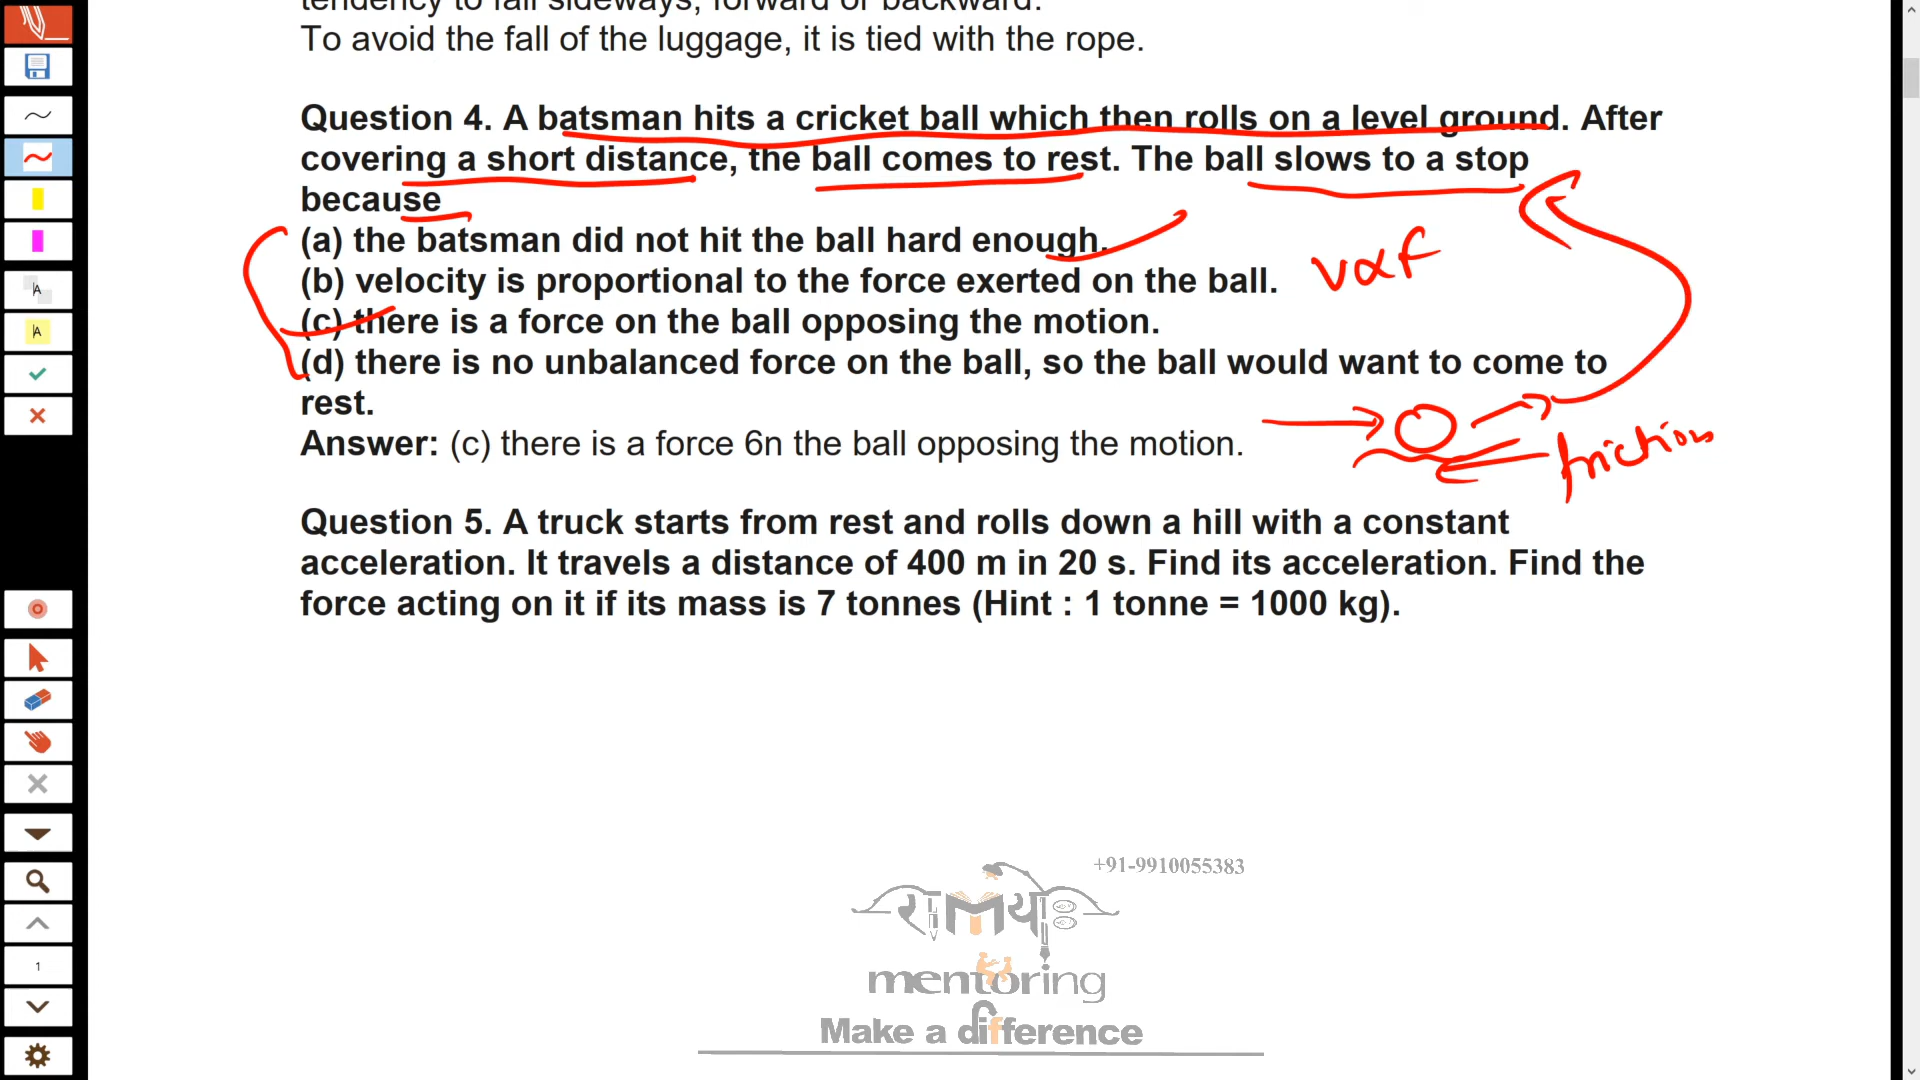 tendency to fall sideways, forward or backward.
To avoid the fall of the luggage, it is tied with the rope.
Question 4. A batsman hits a cricket ball which then rolls on a level ground. After
covering a short distance, the ball comes to rest. The ball slows to a stop
because
(a) the batsman did not hit the ball hard enough.
(b) velocity is proportional to the force exerted on the ball.
v∝f
(c) there is a force on the ball opposing the motion.
(d) there is no unbalanced force on the ball, so the ball would want to come to
rest.
Answer: (c) there is a force 6n the ball opposing the motion.
friction
Question 5. A truck starts from rest and rolls down a hill with a constant
acceleration. It travels a distance of 400 m in 20 s. Find its acceleration. Find the
force acting on it if its mass is 7 tonnes (Hint : 1 tonne = 1000 kg).
+91-9910055383
mentoring
Make a difference
A
A
1